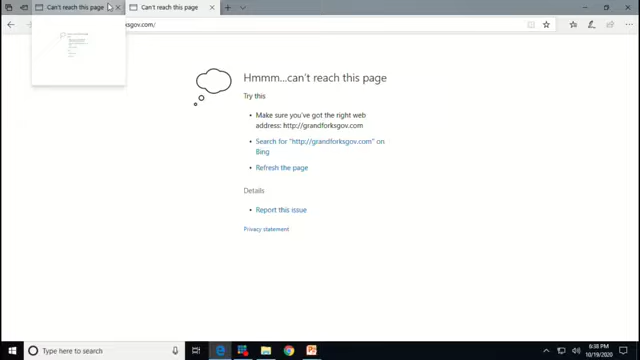 Can't reach this page
Can't reach this page
ksgov.com/
Hmmm...can't reach this page
Try this
Make sure you've got the right web
address: http://grandforksgov.com
Search for "http://grandforksgov.com" on
Bing
Refresh the page
Details
Report this issue
Privacy statement
Type here to search
6:38 PM
10/19/2020